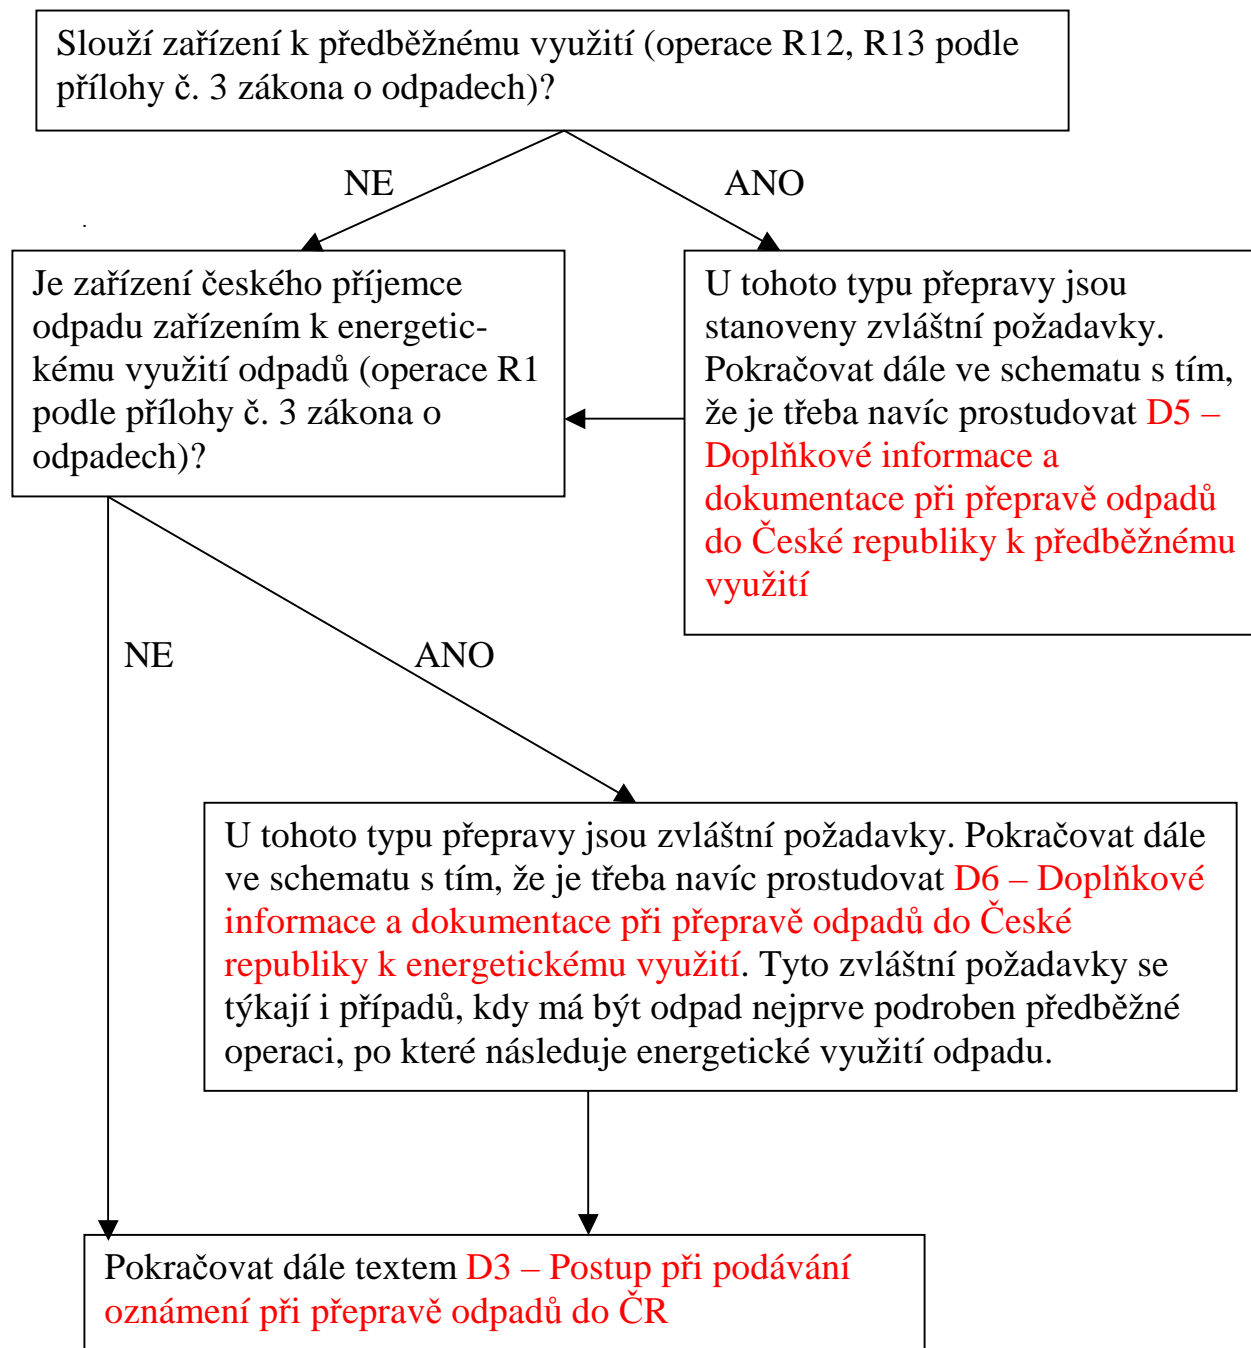 Slouží zařízení k předběžnému využití (operace R12, R13 podle
přílohy č. 3 zákona o odpadech)?
NE
ANO
Je zařízení českého příjemce
odpadu zařízením k energetic-
kému využití odpadů (operace R1
podle přílohy č. 3 zákona o
odpadech)?
U tohoto typu přepravy jsou
stanoveny zvláštní požadavky.
Pokračovat dále ve schematu s tím,
že je třeba navíc prostudovat D5 –
Doplňkové informace a
dokumentace při přepravě odpadů
do České republiky k předběžnému
využití
NE
ANO
U tohoto typu přepravy jsou zvláštní požadavky. Pokračovat dále
ve schematu s tím, že je třeba navíc prostudovat D6 – Doplňkové
informace a dokumentace při přepravě odpadů do České
republiky k energetickému využití. Tyto zvláštní požadavky se
týkají i případů, kdy má být odpad nejprve podroben předběžné
operaci, po které následuje energetické využití odpadu.
Pokračovat dále textem D3 – Postup při podávání
oznámení při přepravě odpadů do ČR